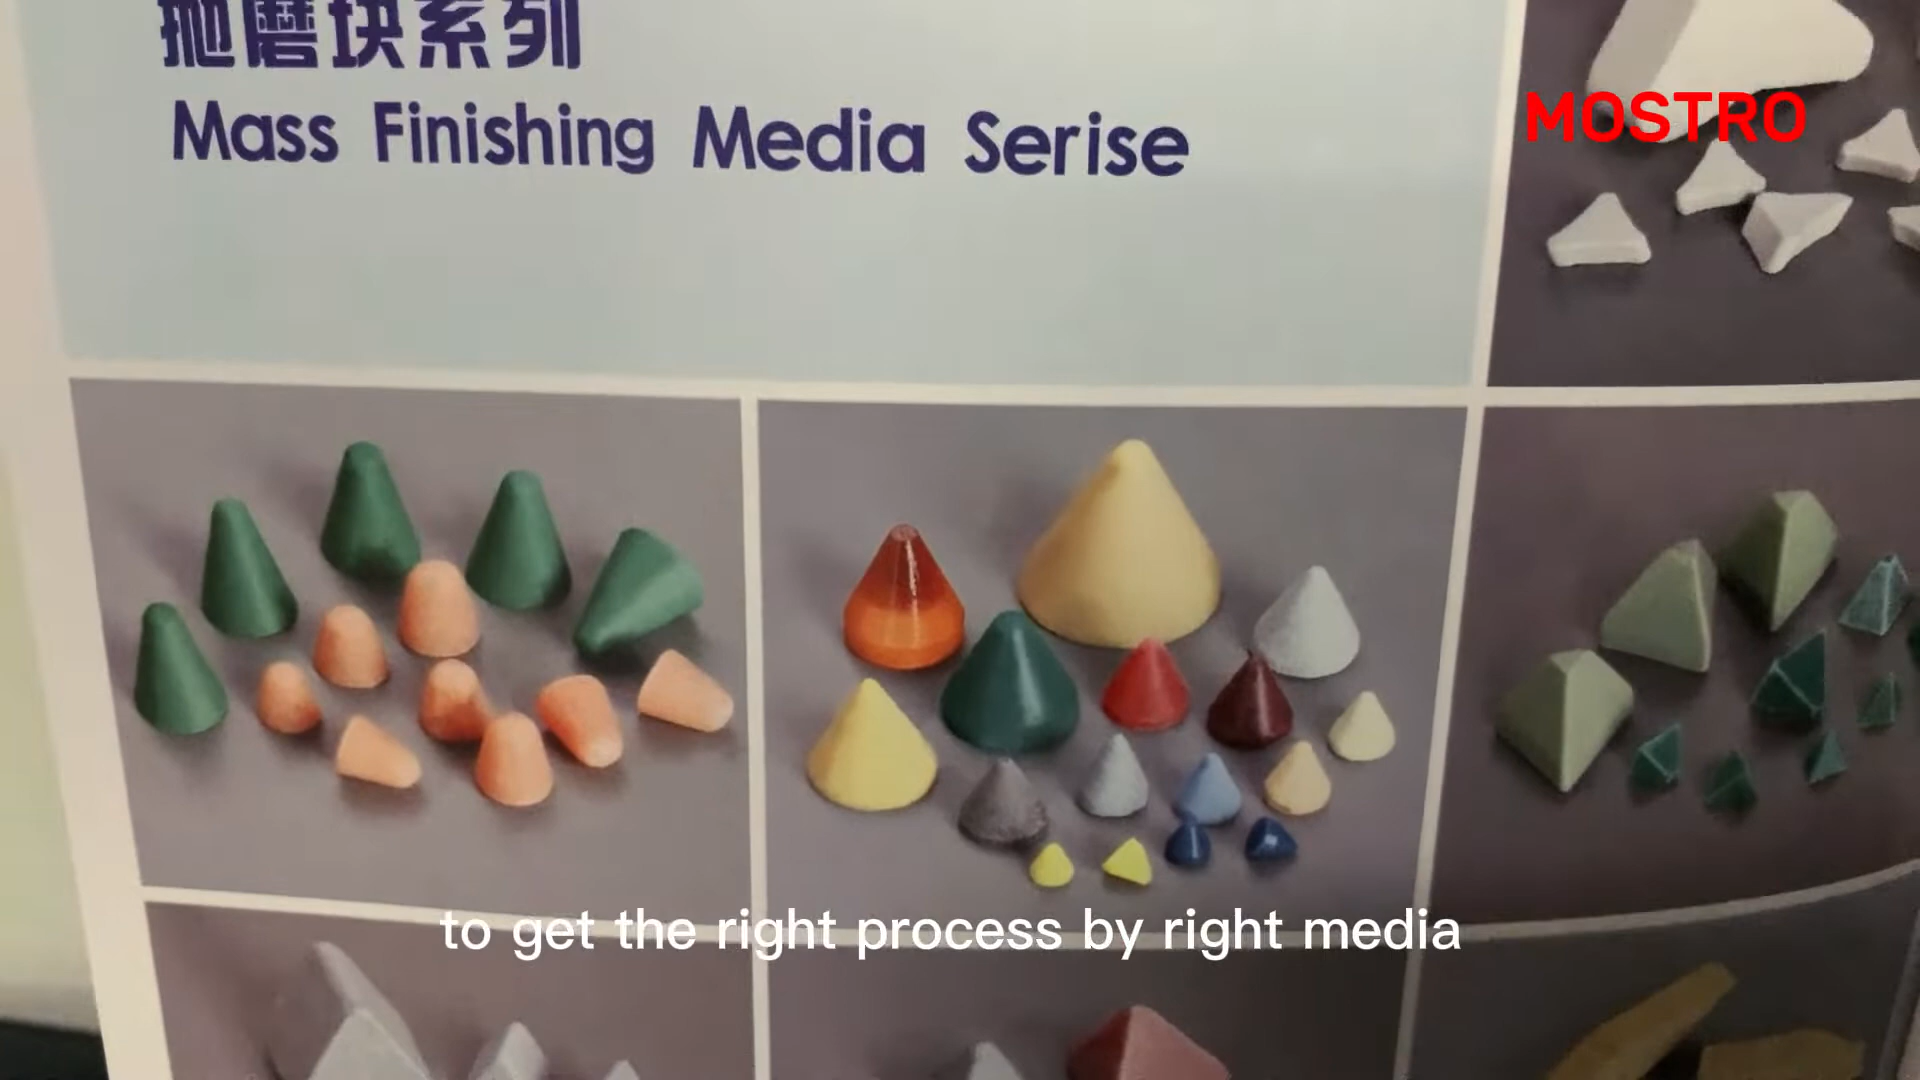 抛磨块系列
Mass Finishing Media Serise
MOSTRO
to get the right process by right media